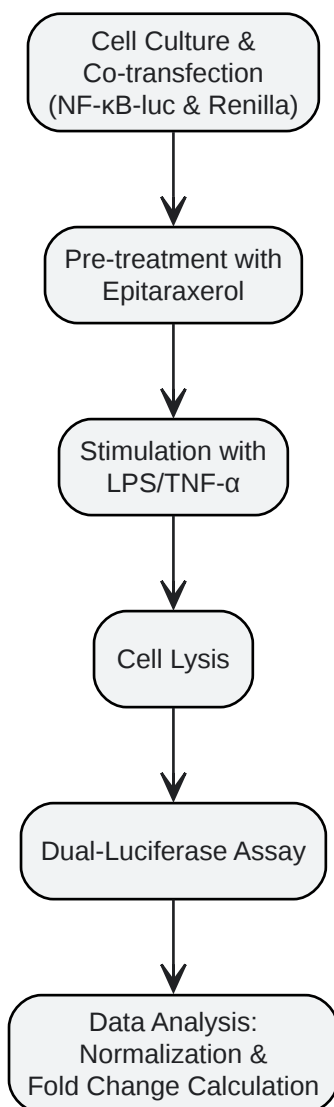 Cell Culture &
Co-transfection
(NF-κB-luc & Renilla)
Pre-treatment with
Epitaraxerol
Stimulation with
LPS/TNF-α
Cell Lysis
Dual-Luciferase Assay
Data Analysis:
Normalization &
Fold Change Calculation